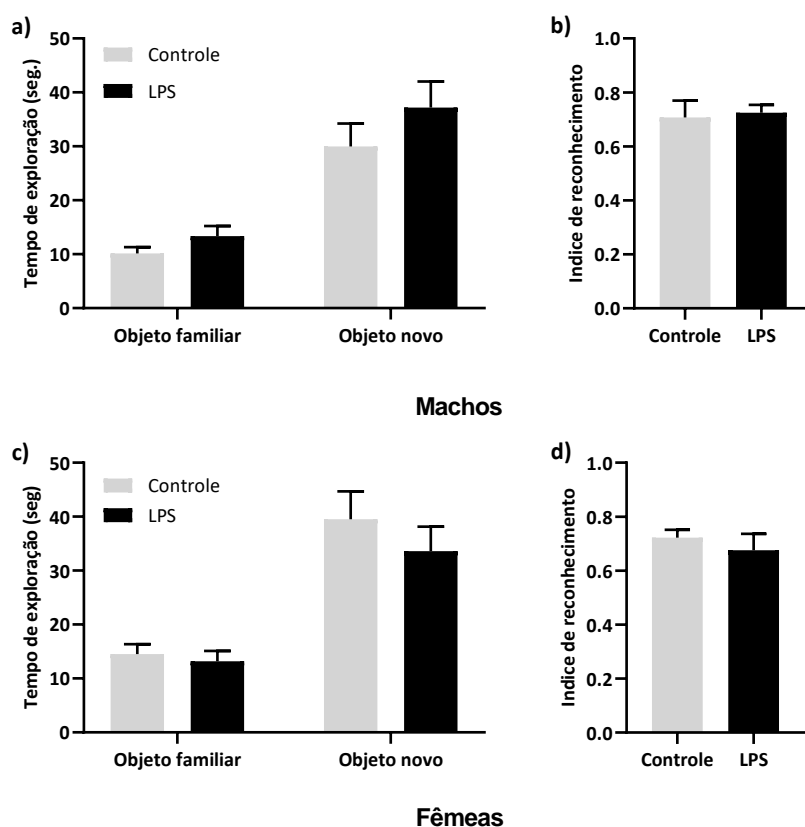 a)
Tempo de exploração (seg.)
50
40
30
20
10
0
Controle
LPS
Objeto familiar
Objeto novo
b)
Indice de reconhecimento
1.0
0.8
0.6
0.4
0.2
0.0
Controle
LPS
Machos
c)
Tempo de exploração (seg)
50
40
30
20
10
0
Controle
LPS
Objeto familiar
Objeto novo
d)
Indice de reconhecimento
1.0
0.8
0.6
0.4
0.2
0.0
Controle
LPS
Fêmeas